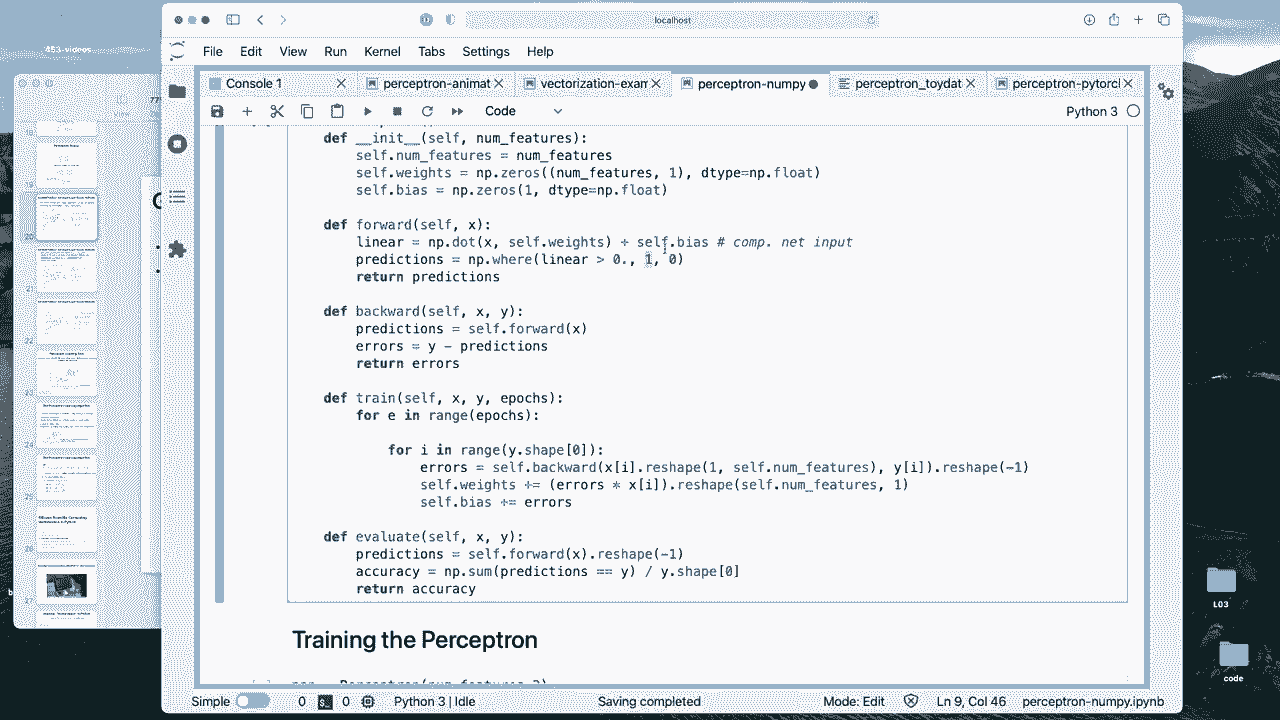 453-videos
localhost
File Edit View Run Kernel Tabs Settings Help
Console 1 perceptron-animat vectorization-exam perceptron-numpy perceptron_toydat perceptron-pytorcl
Code Python 3
def __init__(self, num_features):
self.num_features = num_features
self.weights = np.zeros((num_features, 1), dtype=np.float)
self.bias = np.zeros(1, dtype=np.float)
def forward(self, x):
linear = np.dot(x, self.weights) + self.bias # comp. net input
predictions = np.where(linear > 0., 1, 0)
return predictions
def backward(self, x, y):
predictions = self.forward(x)
errors = y - predictions
return errors
def train(self, x, y, epochs):
for e in range(epochs):
for i in range(y.shape[0]):
errors = self.backward(x[i].reshape(1, self.num_features), y[i]).reshape(-1)
self.weights += (errors * x[i]).reshape(self.num_features, 1)
self.bias += errors
def evaluate(self, x, y):
predictions = self.forward(x).reshape(-1)
accuracy = np.sum(predictions == y) / y.shape[0]
return accuracy
Training the Perceptron
L03
code
Simple 0 0 Python 3 | Idle Saving completed Mode: Edit Ln 9, Col 46 perceptron-numpy.ipynb